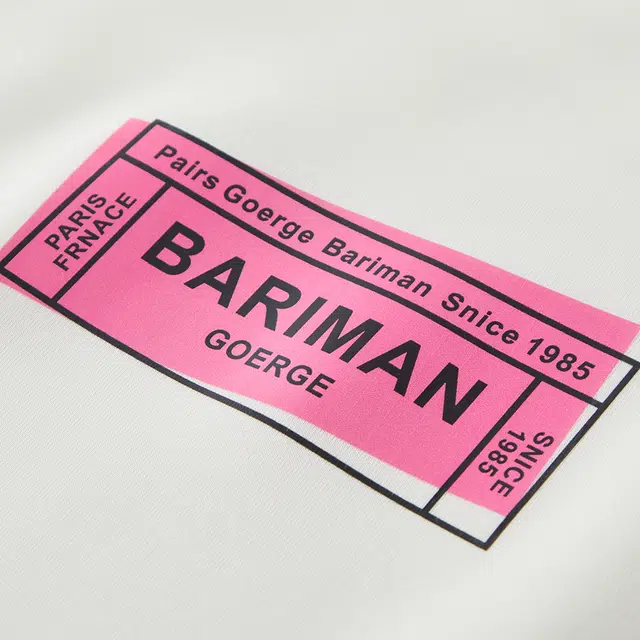 Pairs Goerge Bariman Snice 1985
PARIS
FRNACE
BARIMAN
GOERGE
SNICE
1985